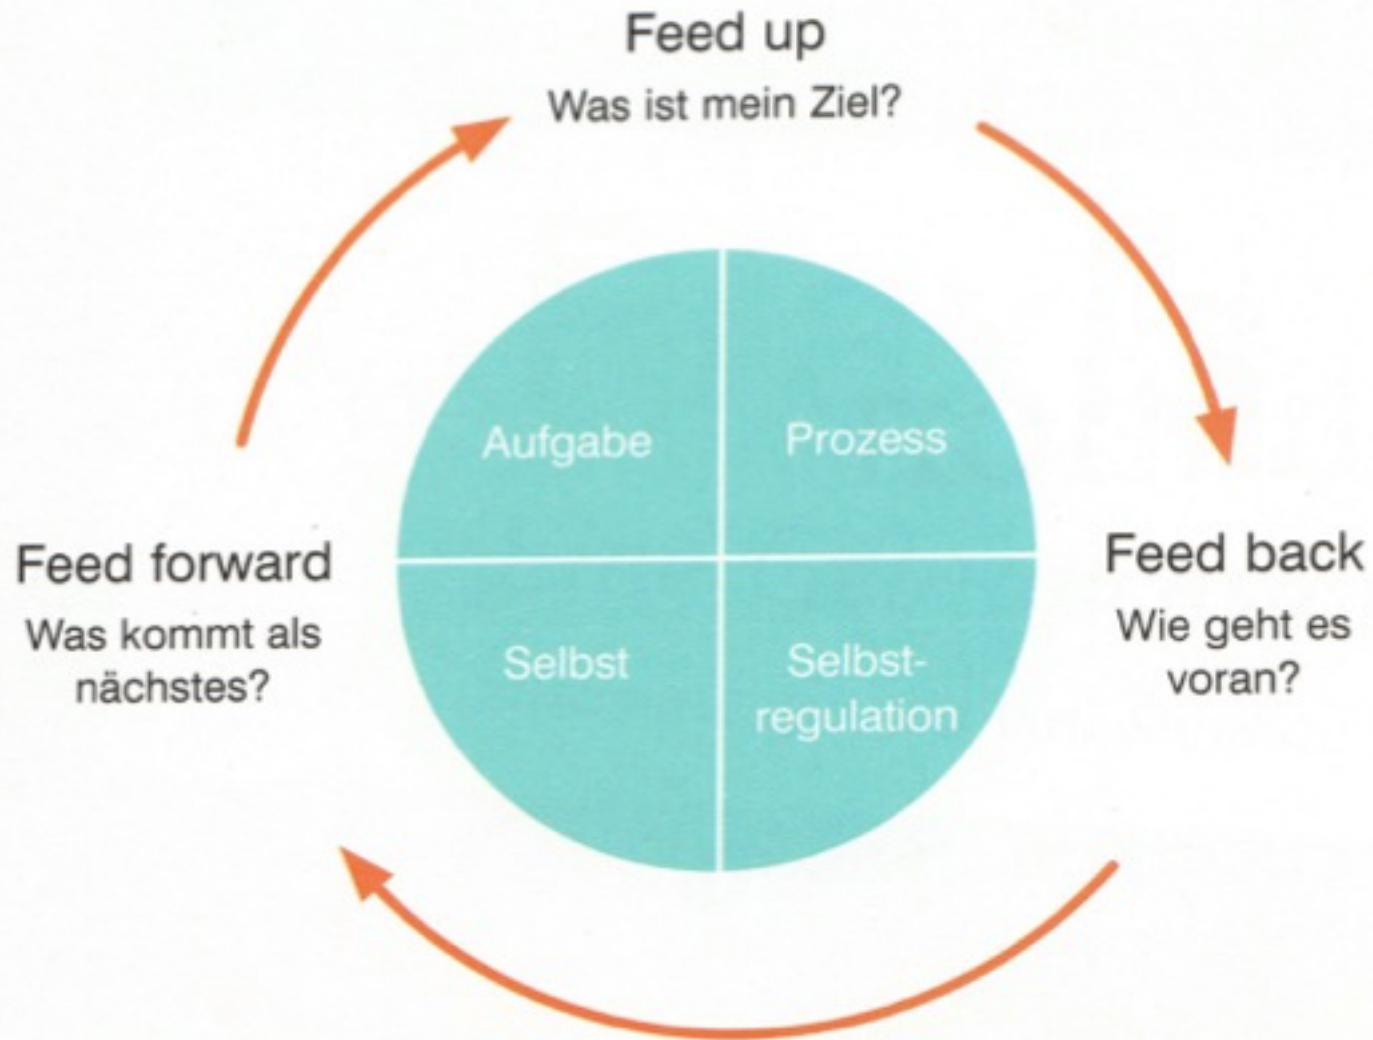 Feed up
Was ist mein Ziel?
Aufgabe
Prozess
Feed forward
Was kommt als
nächstes?
Feed back
Wie geht es
voran?
Selbst
Selbst-
regulation